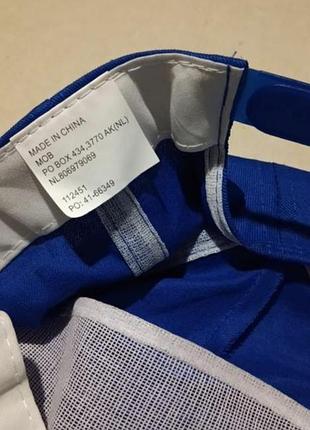 MADE IN CHINA
MOB
PO BOX 434,3770 AK(NL)
NL806979069
112451
PO: 41-66349